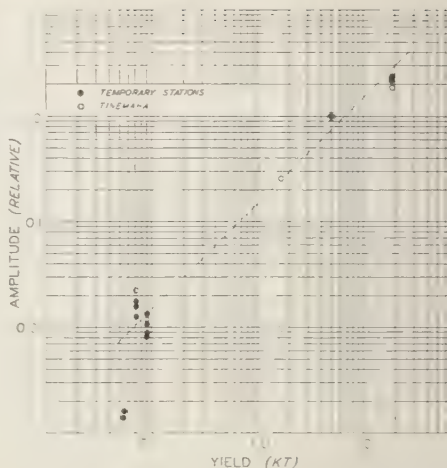 TEMPORARY STATIONS
TINEMAHA
AMPLITUDE (RELATIVE)
YIELD (KT)